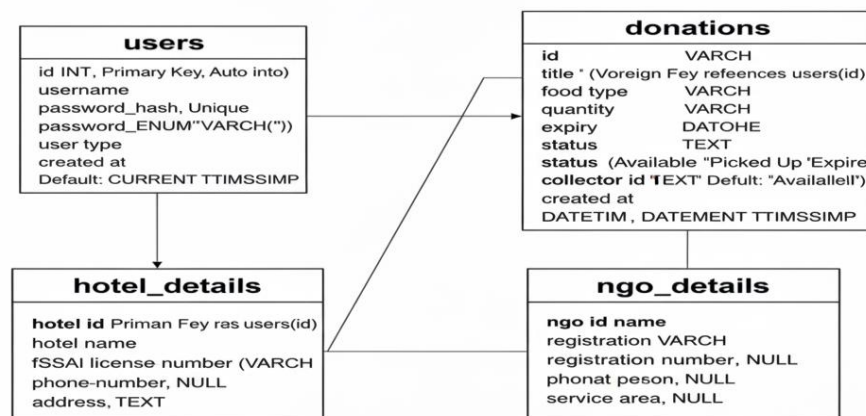 users
id INT, Primary Key, Auto into)
username
password_hash, Unique
password_ENUM"VARCH("))
user type
created at
Default: CURRENT TTIMSSIMP
donations
id VARCH
title * (Voreign Fey refeences users(id)
food type VARCH
quantity VARCH
expiry DATOHE
status TEXT
status (Available "Picked Up 'Expire
collector id "TEXT" Defult: "Availallell")
created at
DATETIM , DATEMENT TTIMSSIMP
hotel_details
hotel id Priman Fey ras users(id)
hotel name
fSSAI license number (VARCH
phone-number, NULL
address, TEXT
ngo_details
ngo id name
registration VARCH
registration number, NULL
phonat peson, NULL
service area, NULL